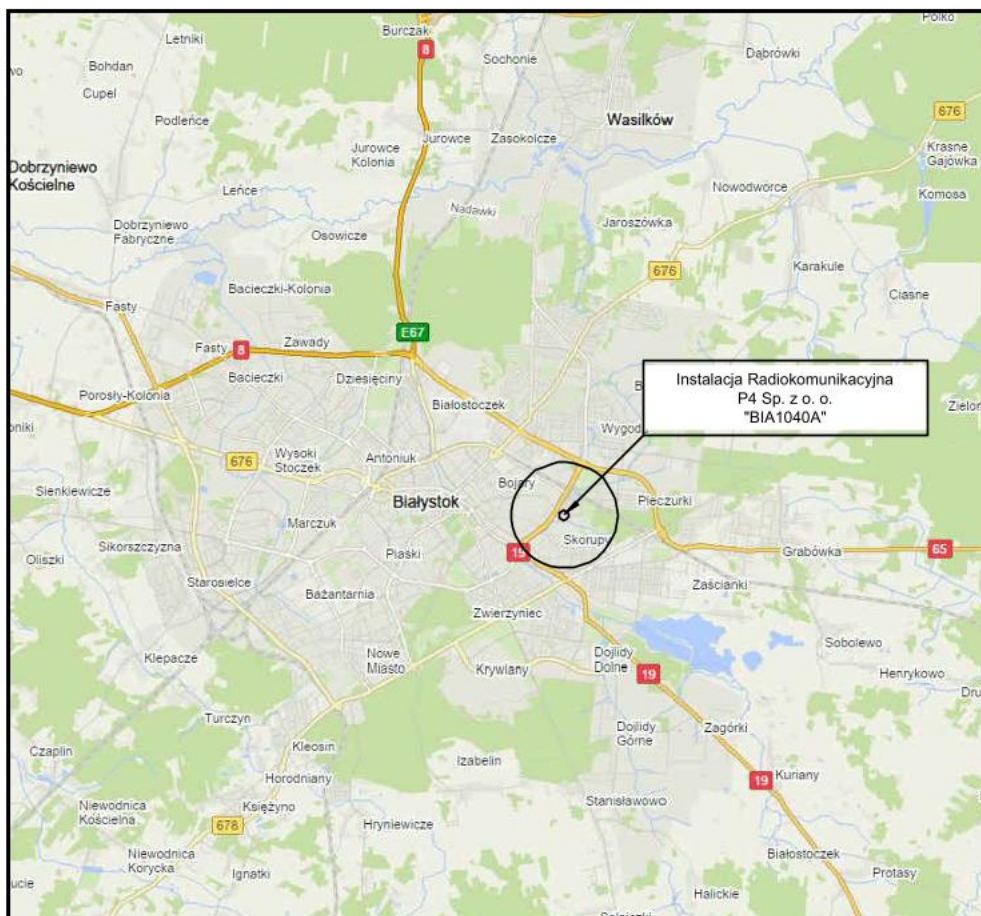 Burczak
Polko
Letniki
8
Sochonie
Dąbrówki
Bohdan
Cupel
676
Wasilków
Podleńce
Jurowce
Zasokolcze
Jurowce
Kolonia
Krasne
Gajówka
Dobrzyniewo
Kościelne
Leńce
Nowodworce
Komosa
Nadawki
Jaroszówka
Dobrzyniewo
Fabryczne
Osowicze
676
Karakule
Bacieczki-Kolonia
Ciasne
Fasty
E67
Fasty
8
Zawady
Bacieczki
Dziesięciny
Instalacja Radiokomunikacyjna
P4 Sp. z o. o.
"BIA1040A"
Porosły-Kolonia
Białostoczek
Wysoki
Stoczek
Antoniuk
676
Bojary
Sienkiewicze
Białystok
Pieczurki
Marczuk
Skorupy
Sikorszczyzna
Oliszki
Piaski
19
Grabówka
65
Starosielce
Zaścianki
Bażantarnia
Zwierzyniec
Sobolewo
Klepacze
Nowe
Miasto
Krywlany
Dojlidy
Dolne
19
Henrykowo
Turczyn
Dojlidy
Górne
Zagórki
Czaplin
Kleosin
Izabelin
Horodniany
19
Kuriany
Niewodnica
Kościelna
Księżyno
Stanisławowo
678
Hryniewicze
Niewodnica
Korycka
Białostoczek
Ignatki
Protasy
Halickie